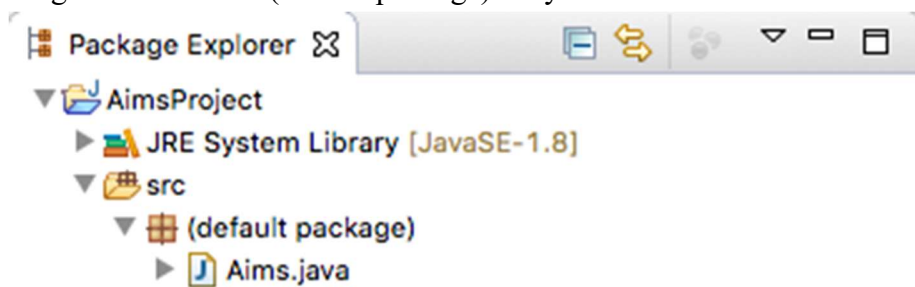 Package Explorer
AimsProject
JRE System Library [JavaSE-1.8]
src
(default package)
Aims.java